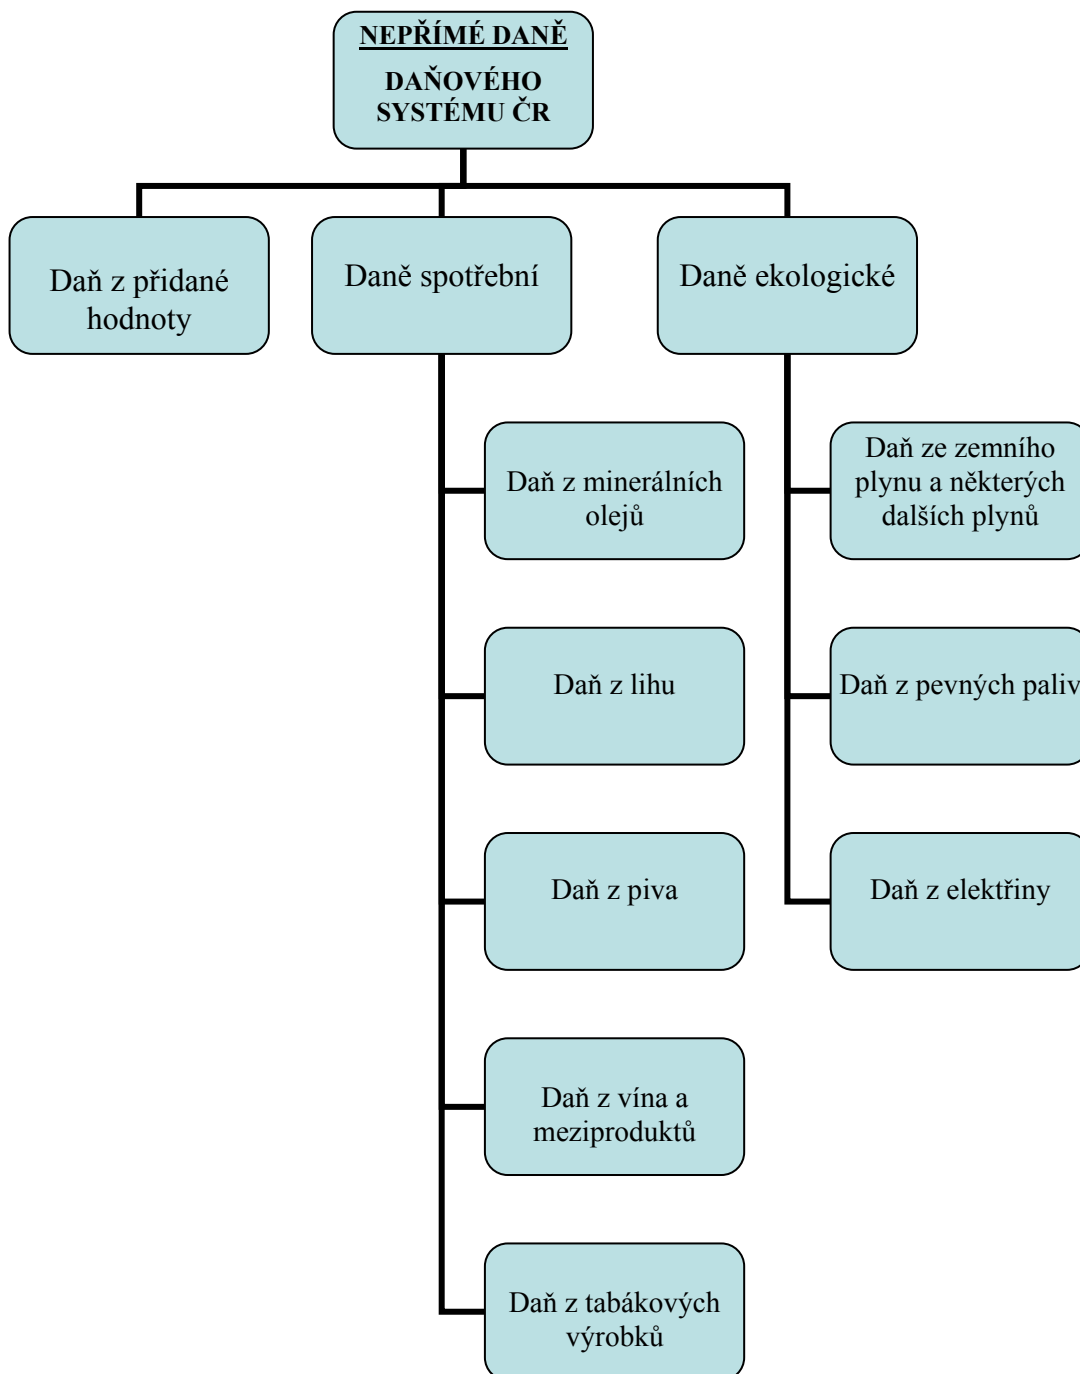 NEPŘÍMÉ DANĚ
DAŇOVÉHO
SYSTÉMU ČR
Daň z přidané
hodnoty
Daně spotřební
Daně ekologické
Daň z minerálních
olejů
Daň z lihu
Daň z piva
Daň z vína a
meziproduktů
Daň z tabákových
výrobků
Daň ze zemního
plynu a některých
dalších plynů
Daň z pevných paliv
Daň z elektřiny